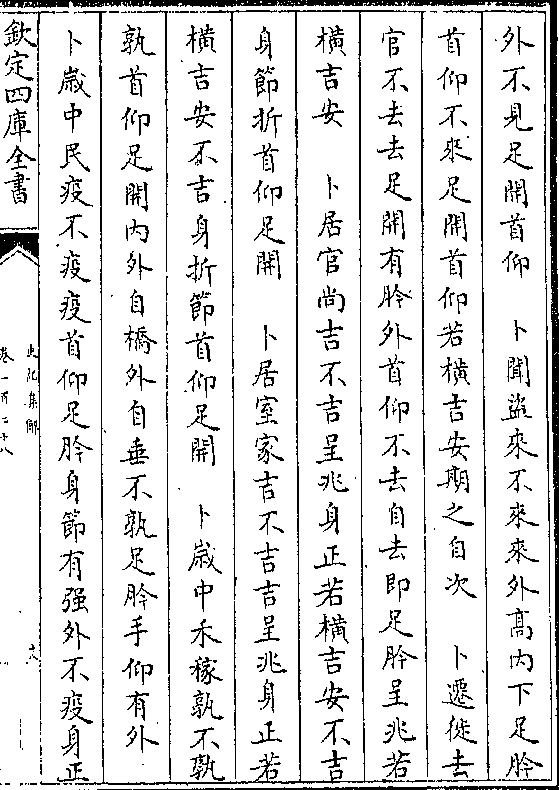 外不見足開首仰　卜聞盜來不來來外高內下足肣
首仰不來足開首仰若橫吉安期之自次　卜遷徙去
官不去去足開有肣外首仰不去自去即足肣呈兆若
橫吉安　卜居官尚吉不吉吉呈兆身正若橫吉安不吉
身節折首仰足開　卜居室家吉不吉吉呈兆身正若
橫吉安不吉身折節首仰足開　卜歲中禾稼孰不孰
孰首仰足開內外自橋外自垂不孰足肣手仰有外
卜歲中民疫不疫疫首仰足肣身節有强外不疫身正
欽定四庫全書
史記集解
卷一百二十八